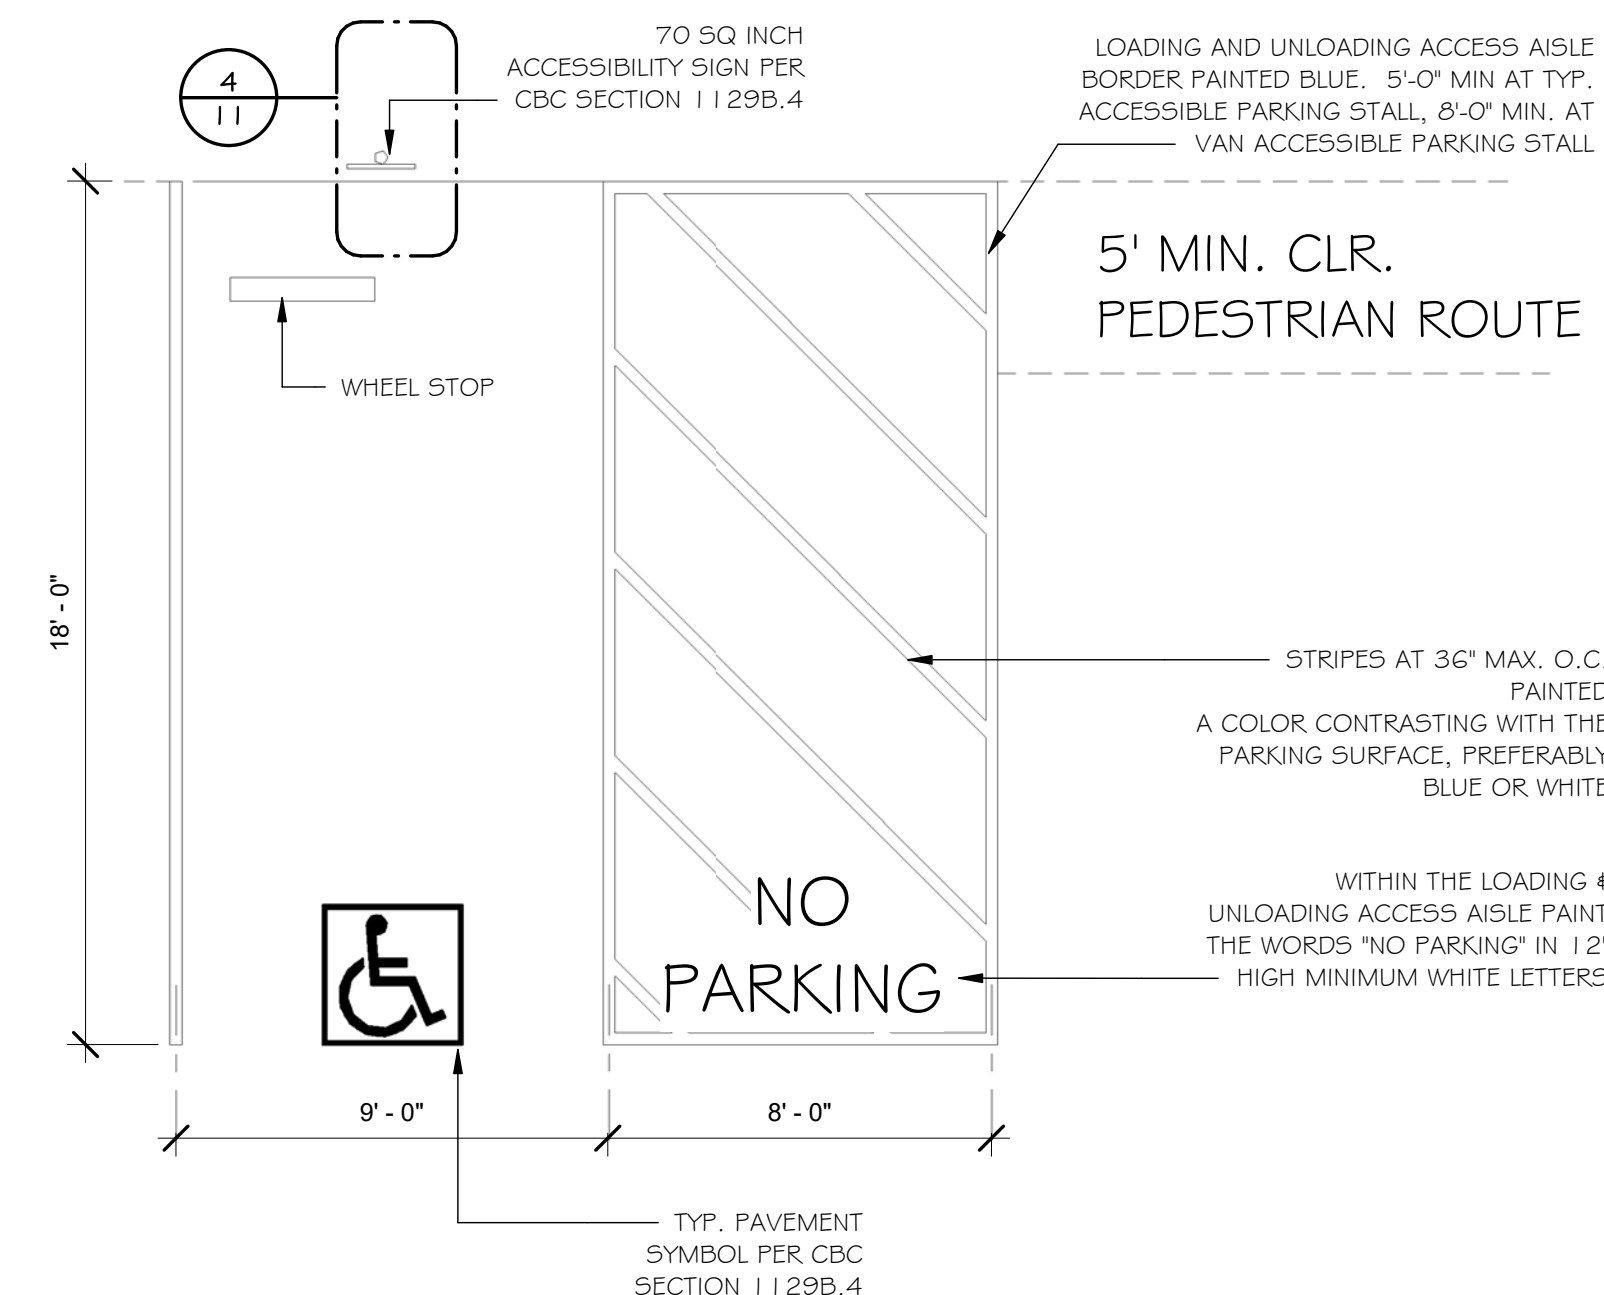 4
11
70 SQ INCH
ACCESSIBILITY SIGN PER
CBC SECTION 1129B.4
LOADING AND UNLOADING ACCESS AISLE
BORDER PAINTED BLUE. 5'-0" MIN AT TYP.
ACCESSIBLE PARKING STALL, 8'-0" MIN. AT
VAN ACCESSIBLE PARKING STALL
5' MIN. CLR.
PEDESTRIAN ROUTE
WHEEL STOP
18' - 0"
STRIPES AT 36" MAX. O.C.
PAINTED
A COLOR CONTRASTING WITH THE
PARKING SURFACE, PREFERABLY
BLUE OR WHITE
WITHIN THE LOADING &
UNLOADING ACCESS AISLE PAINT
THE WORDS "NO PARKING" IN 12"
HIGH MINIMUM WHITE LETTERS
NO
PARKING
9' - 0"
8' - 0"
TYP. PAVEMENT
SYMBOL PER CBC
SECTION 1129B.4